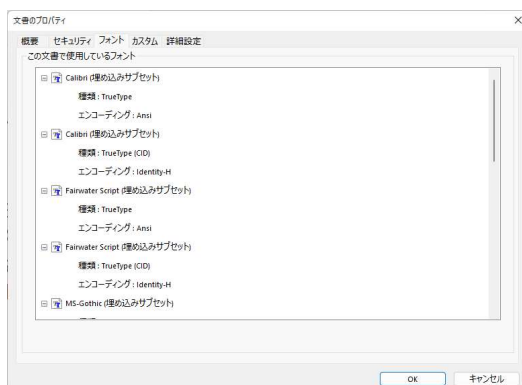 文書のプロパティ
概要 セキュリティ フォント カスタム 詳細設定
この文書で使用しているフォント
Calibri (埋め込みサブセット)
種類 : TrueType
エンコーディング : Ansi
Calibri (埋め込みサブセット)
種類 : TrueType (CID)
エンコーディング : Identity-H
Fairwater Script (埋め込みサブセット)
種類 : TrueType
エンコーディング : Ansi
Fairwater Script (埋め込みサブセット)
種類 : TrueType (CID)
エンコーディング : Identity-H
MS-Gothic (埋め込みサブセット)
OK キャンセル